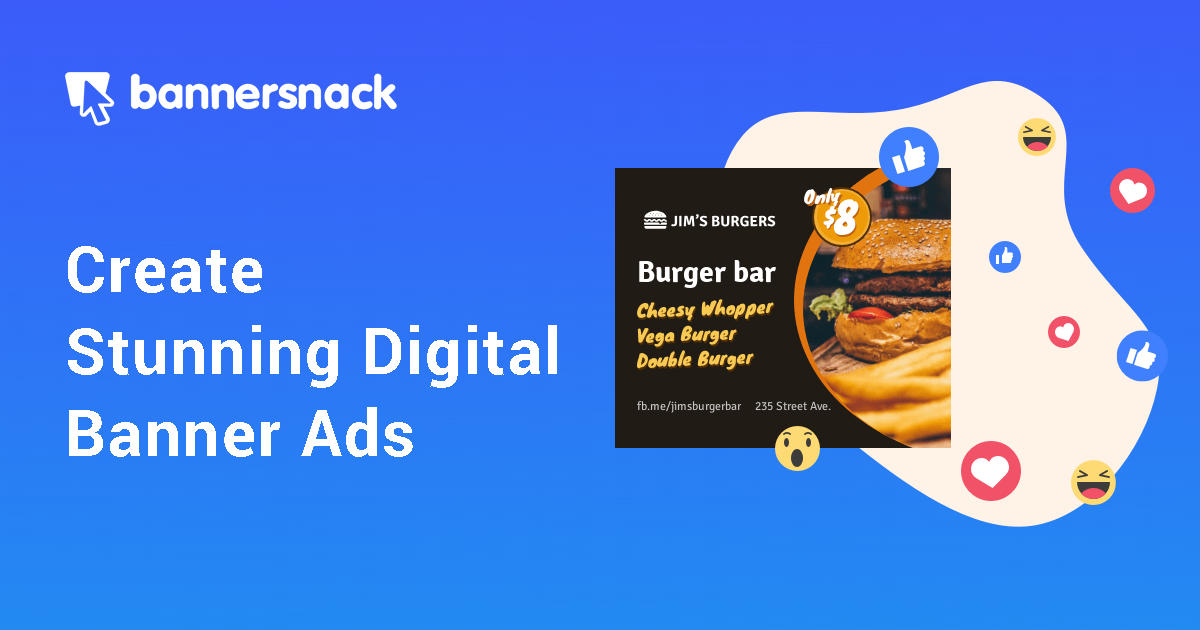 bannersnack
Create
Stunning Digital
Banner Ads
Only
$8
JIM'S BURGERS
Burger bar
Cheesy Whopper
Vega Burger
Double Burger
fb.me/jimsburgerbar 235 Street Ave.